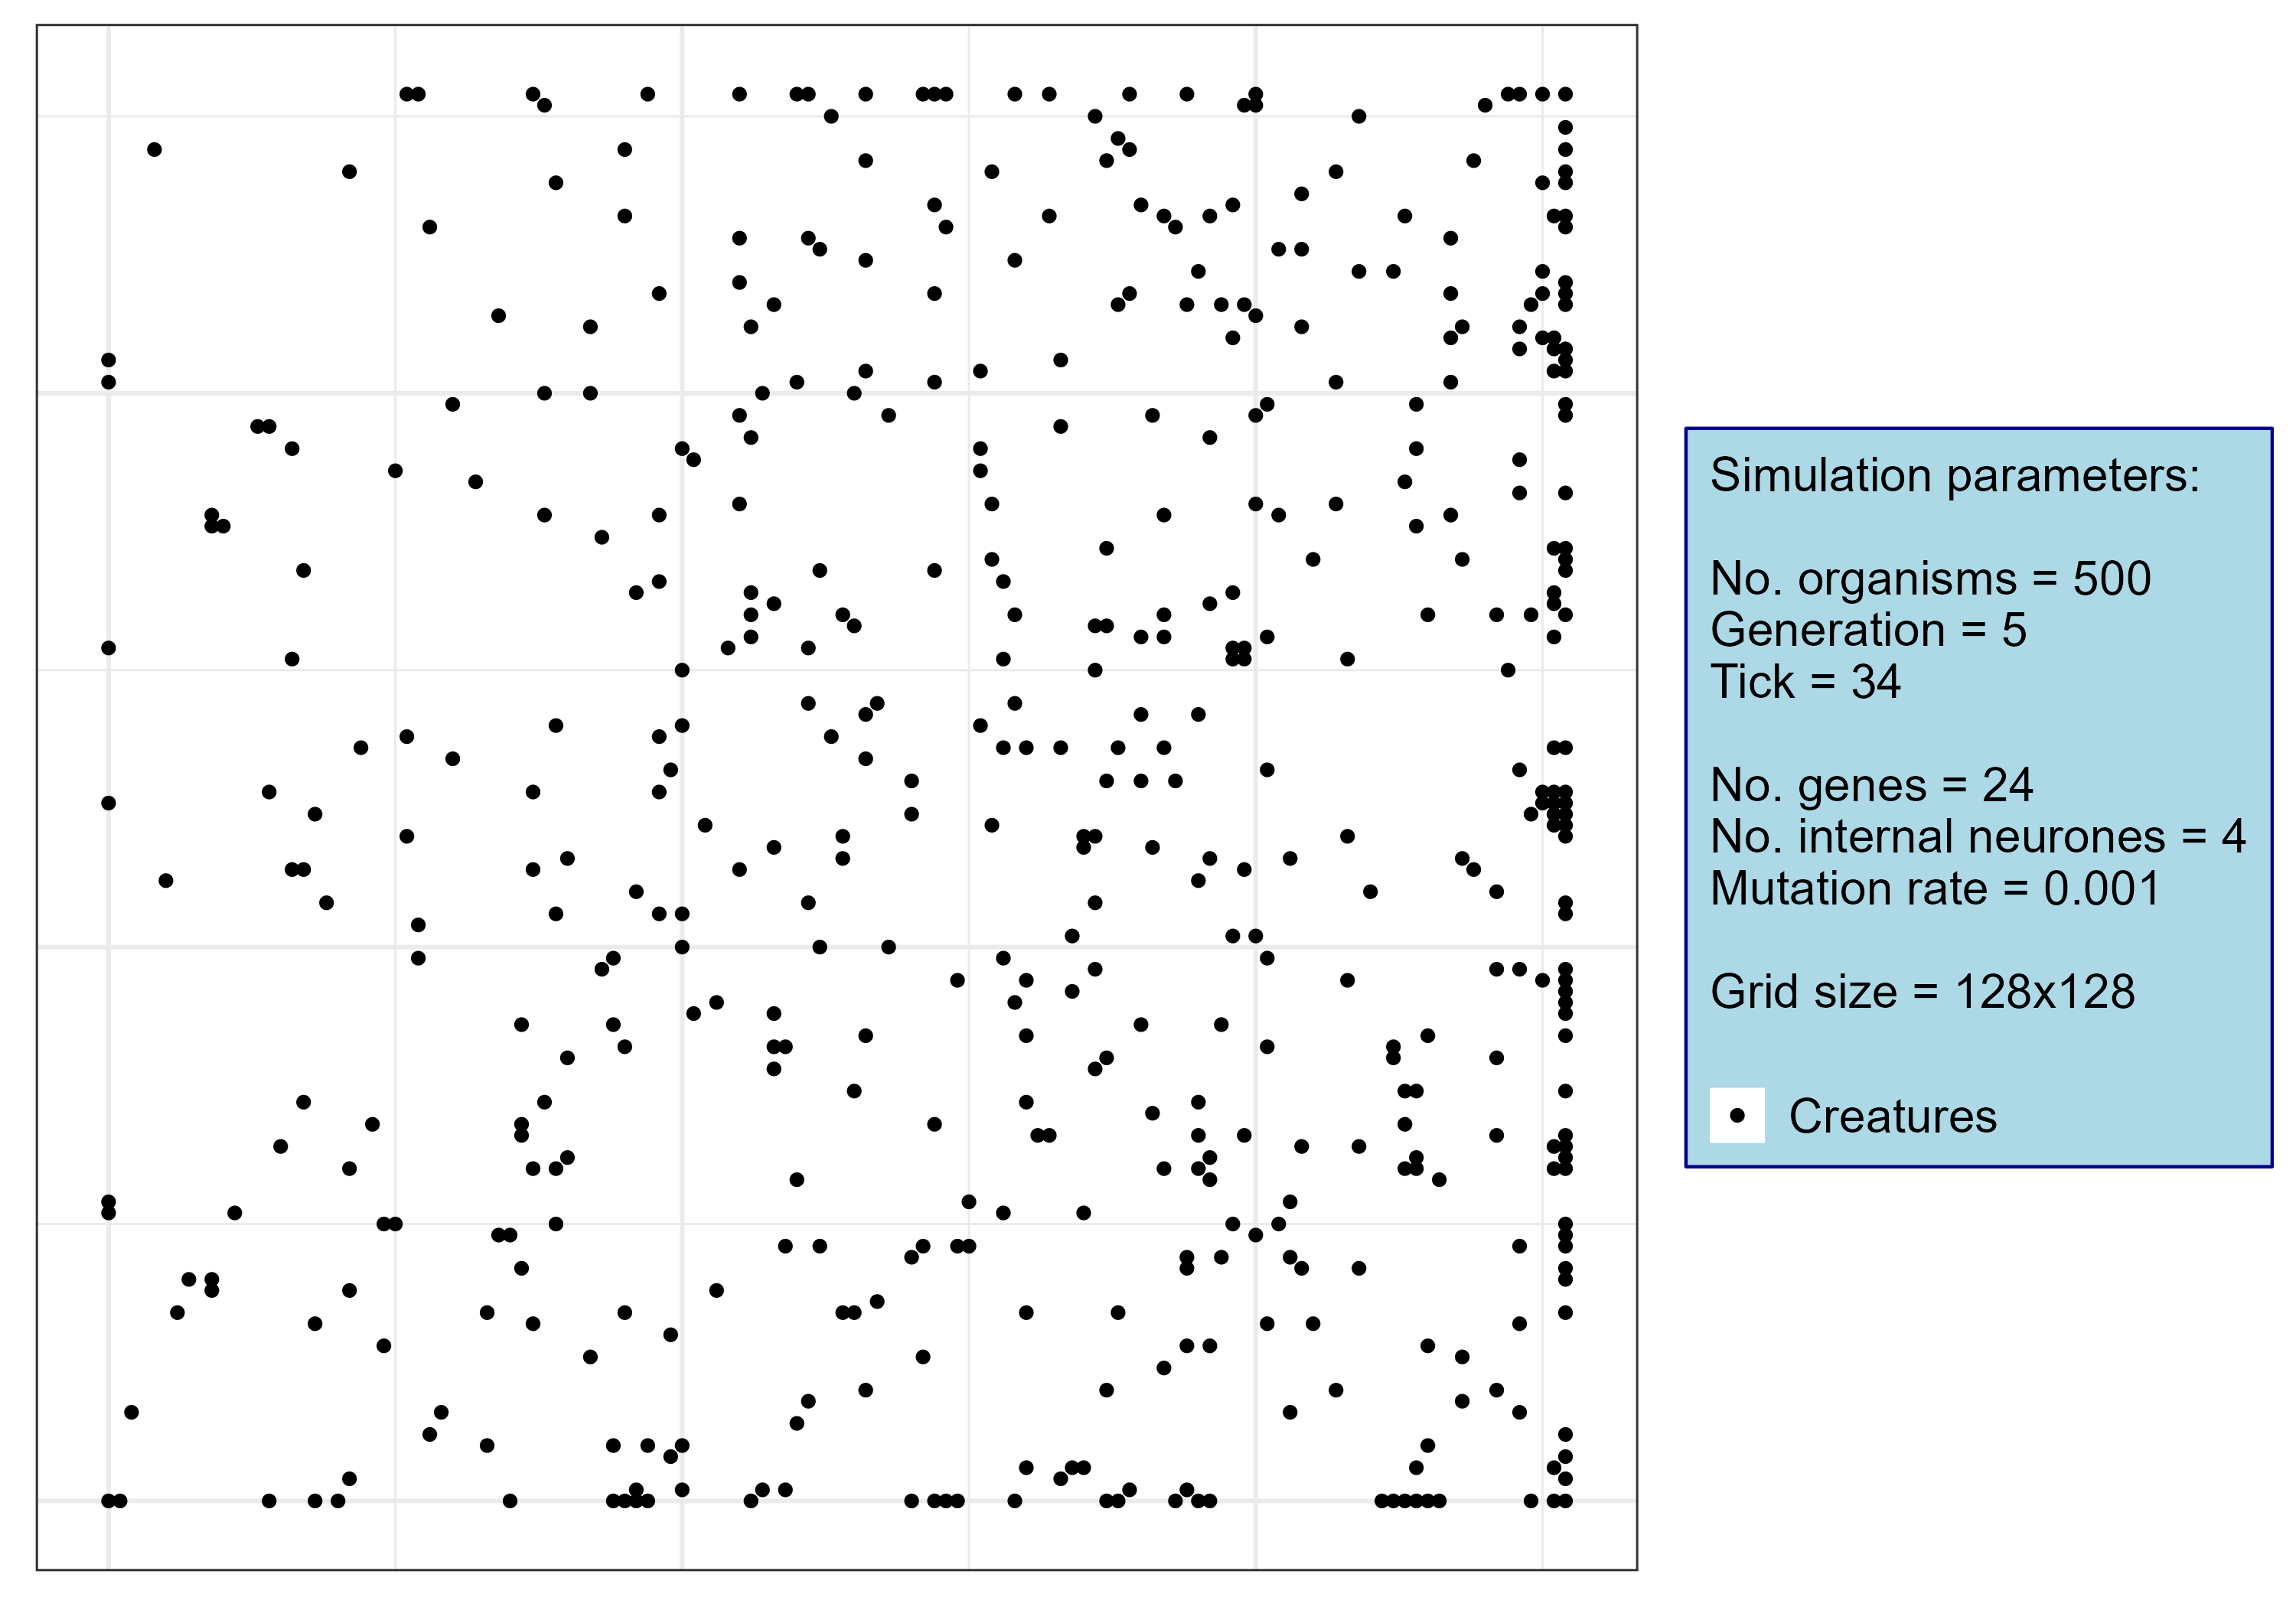 Simulation parameters:
No. organisms = 500
Generation = 5
Tick = 34
No. genes = 24
No. internal neurones = 4
Mutation rate = 0.001
Grid size = 128x128
Creatures